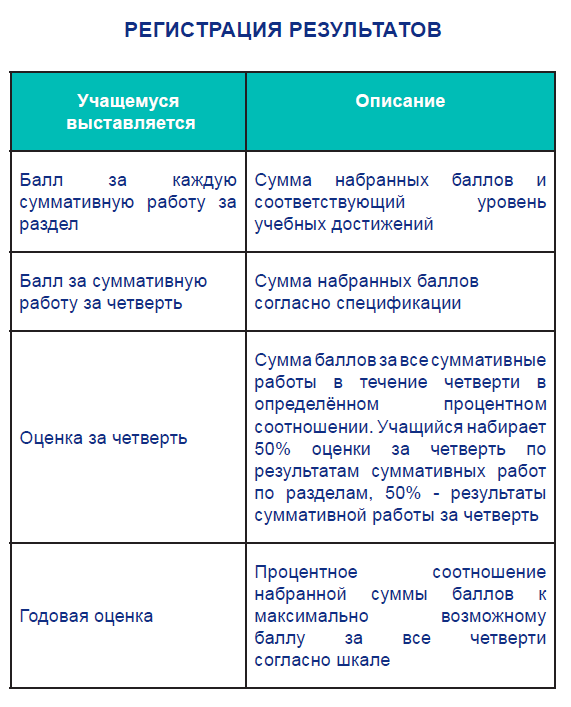 РЕГИСТРАЦИЯ РЕЗУЛЬТАТОВ
Учащемуся
выставляется
Описание
Балл за каждую
суммативную работу за
раздел
Сумма набранных баллов и
соответствующий уровень
учебных достижений
Балл за суммативную
работу за четверть
Сумма набранных баллов
согласно спецификации
Оценка за четверть
Сумма баллов за все суммативные
работы в течение четверти в
определённом процентном
соотношении. Учащийся набирает
50% оценки за четверть по
результатам суммативных работ
по разделам, 50% - результаты
суммативной работы за четверть
Годовая оценка
Процентное соотношение
набранной суммы баллов к
максимально возможному
баллу за все четверти
согласно шкале